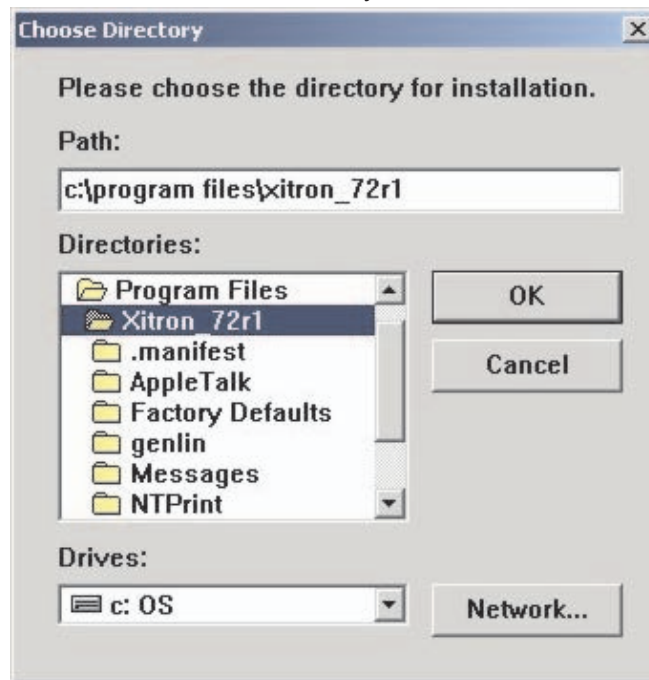 Choose Directory
Please choose the directory for installation.
Path:
c:\program files\xitron_72r1
Directories:
Program Files
Xitron_72r1
.manifest
AppleTalk
Factory Defaults
genlin
Messages
NTPrint
OK
Cancel
Drives:
c: OS
Network...